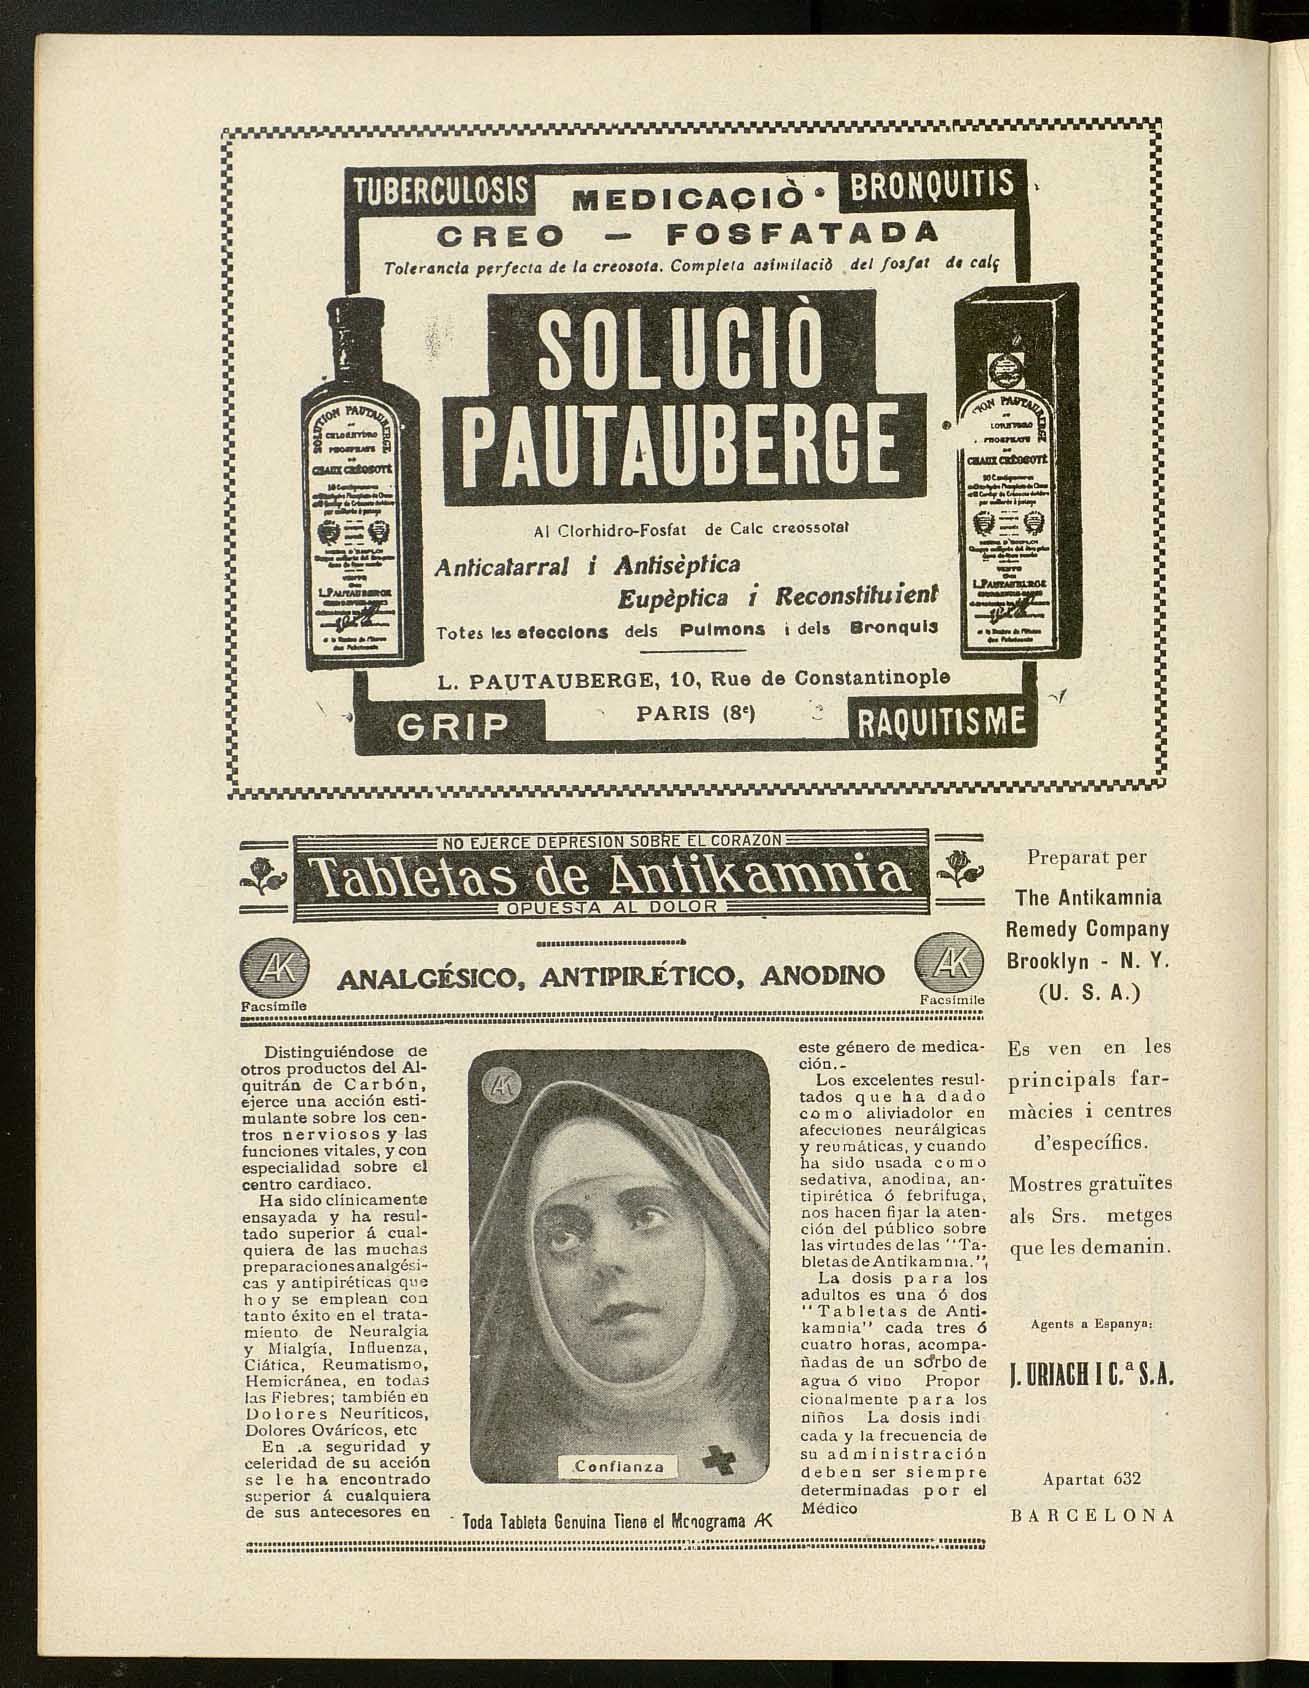 TUBERCULOSIS
MEDICACIÒ
BRONQUITIS
CREO — FOSFATADA
Tolerancia perfecta de la creosota. Completa asimilació del fosfat de calç
SOLUCIÒ
PAUTAUBERGE
SOLUTION PAUTAUBERGE
CHLORHYDRO
PHOSPHATE
CHAUX CRÉOSOTÉ
L. PAUTAUBERGE
CHAUX CRÉOSOTÉ
L. PAUTAUBERGE
Al Clorhidro-Fosfat de Calc creossotat
Anticatarral i Antisèptica
Eupèptica i Reconstituient
Totes les afeccions dels Pulmons i dels Bronquis
L. PAUTAUBERGE, 10, Rue de Constantinople
PARIS (8e)
GRIP
RAQUITISME
NO EJERCE DEPRESION SOBRE EL CORAZON
Tabletas de Antikamnia
OPUESTA AL DOLOR
AK
Facsímile
ANALGÉSICO, ANTIPIRÉTICO, ANODINO
AK
Facsímile
Distinguiéndose de
otros productos del Al-
quitrán de Carbón,
ejerce una acción esti-
mulante sobre los cen-
tros nerviosos y las
funciones vitales, y con
especialidad sobre el
centro cardiaco.
Ha sido clínicamente
ensayada y ha resul-
tado superior á cual-
quiera de las muchas
preparaciones analgési-
cas y antipiréticas que
hoy se emplean con
tanto éxito en el trata-
miento de Neuralgia
y Mialgía, Influenza,
Ciática, Reumatismo,
Hemicránea, en todas
las Fiebres; también en
Dolores Neuríticos,
Dolores Ováricos, etc
En .a seguridad y
celeridad de su acción
se le ha encontrado
superior á cualquiera
de sus antecesores en
AK
Confianza
Toda Tableta Genuina Tiene el Monograma AK
este género de medica-
ción.-
Los excelentes resul-
tados que ha dado
como aliviadolor en
afecciones neurálgicas
y reumáticas, y cuando
ha sido usada como
sedativa, anodina, an-
tipirética ó febrifuga,
nos hacen fijar la aten-
ción del público sobre
las virtudes de las "Ta-
bletas de Antikamnia."
La dosis para los
adultos es una ó dos
"Tabletas de Anti-
kamnia" cada tres ó
cuatro horas, acompa-
ñadas de un sorbo de
agua ó vino Propor
cionalmente para los
niños La dosis indi
cada y la frecuencia de
su administración
deben ser siempre
determinadas por el
Médico
Preparat per
The Antikamnia
Remedy Company
Brooklyn - N. Y.
(U. S. A.)
Es ven en les
principals far-
màcies i centres
d'específics.
Mostres gratuïtes
als Srs. metges
que les demanin.
Agents a Espanya:
J. URIACH I C.ª S.A.
Apartat 632
BARCELONA